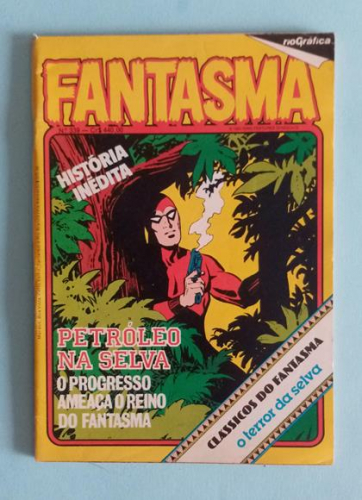 rioGráfica
FANTASMA
HISTÓRIA
INÉDITA
PETRÓLEO
NA SELVA
O PROGRESSO
AMEAÇA O REINO
DO FANTASMA
CLÁSSICOS DO FANTASMA
o terror da selva